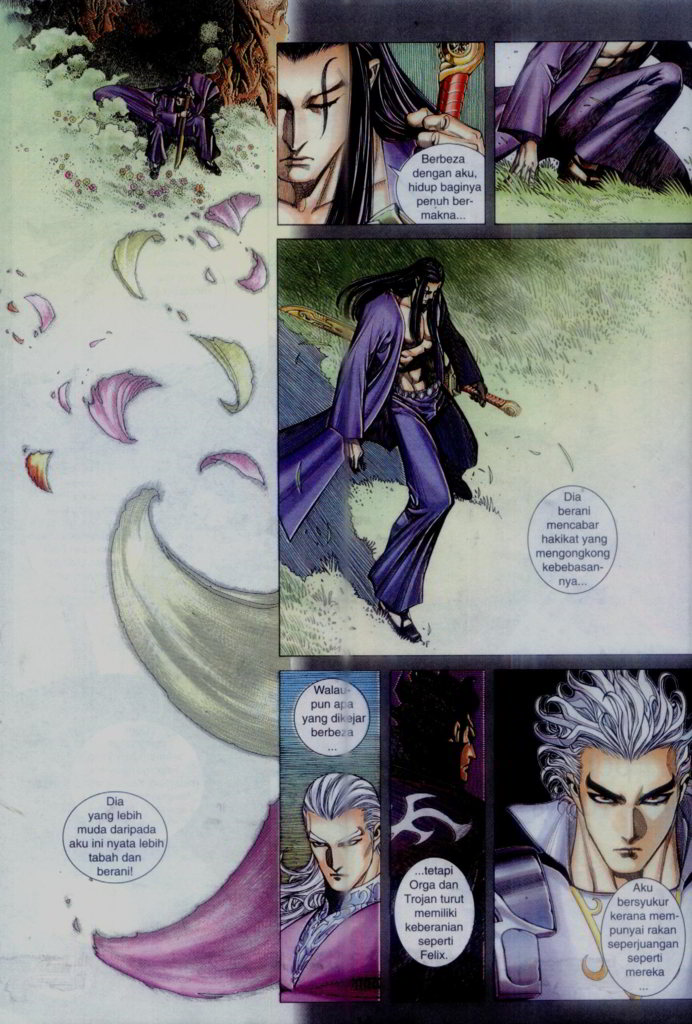 Berbeza
dengan aku,
hidup baginya
penuh ber-
makna...
Dia
berani
mencabar
hakikat yang
mengongkong
kebebasan-
nya...
Dia
yang lebih
muda daripada
aku ini nyata lebih
tabah dan
berani!
Walau-
pun apa
yang dikejar
berbeza
...
...tetapi
Orga dan
Trojan turut
memiliki
keberanian
seperti
Felix.
Aku
bersyukur
kerana mem-
punyai rakan
seperjuangan
seperti
mereka
...